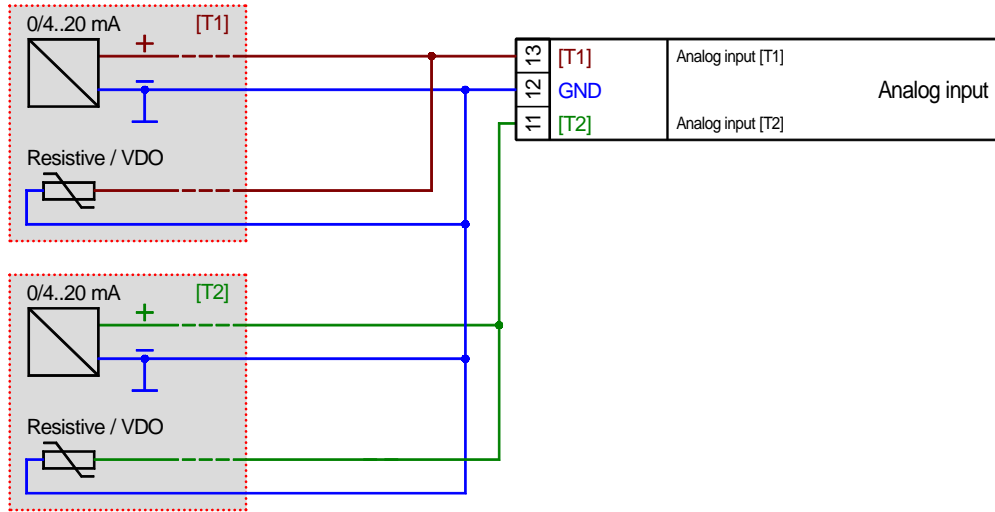 0/4..20 mA [T1]
+
–
Resistive / VDO
13 [T1] Analog input [T1]
12 GND Analog input
11 [T2] Analog input [T2]
0/4..20 mA [T2]
+
–
Resistive / VDO